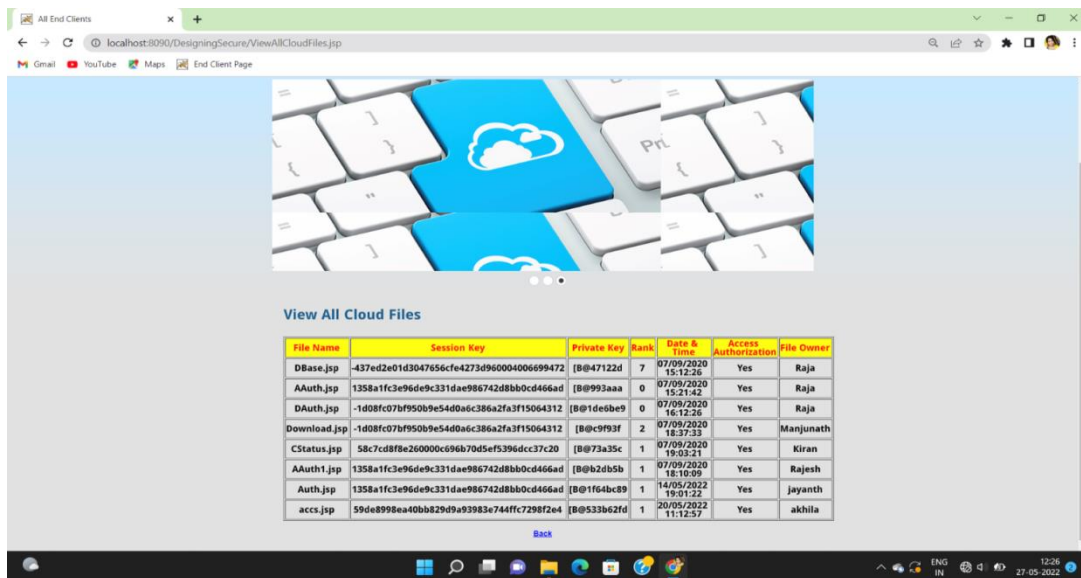 All End Clients
localhost:8090/DesigningSecure/ViewAllCloudFiles.jsp
Gmail YouTube Maps End Client Page
View All Cloud Files
File Name Session Key Private Key Rank Date & Time Access Authorization File Owner
DBase.jsp -437ed2e01d3047656cfe4273d960004006699472 [B@47122d 7 07/09/2020 15:12:26 Yes Raja
AAuth.jsp 1358a1fc3e96de9c331dae986742d8bb0cd466ad [B@993aaa 0 07/09/2020 15:21:42 Yes Raja
DAuth.jsp -1d08fc07bf950b9e54d0a6c386a2fa3f15064312 [B@1de6be9 0 07/09/2020 16:12:26 Yes Raja
Download.jsp -1d08fc07bf950b9e54d0a6c386a2fa3f15064312 [B@c9f93f 2 07/09/2020 18:37:33 Yes Manjunath
CStatus.jsp 58c7cd8f8e260000c696b70d5ef5396dcc37c20 [B@73a35c 1 07/09/2020 19:03:21 Yes Kiran
AAuth1.jsp 1358a1fc3e96de9c331dae986742d8bb0cd466ad [B@b2db5b 1 07/09/2020 18:10:09 Yes Rajesh
Auth.jsp 1358a1fc3e96de9c331dae986742d8bb0cd466ad [B@1f64bc89 1 14/05/2022 19:01:22 Yes jayanth
accs.jsp 59de8998ea40bb829d9a93983e744ffc7298f2e4 [B@533b62fd 1 20/05/2022 11:12:57 Yes akhila
Back
ENG 12:26
IN 27-05-2022